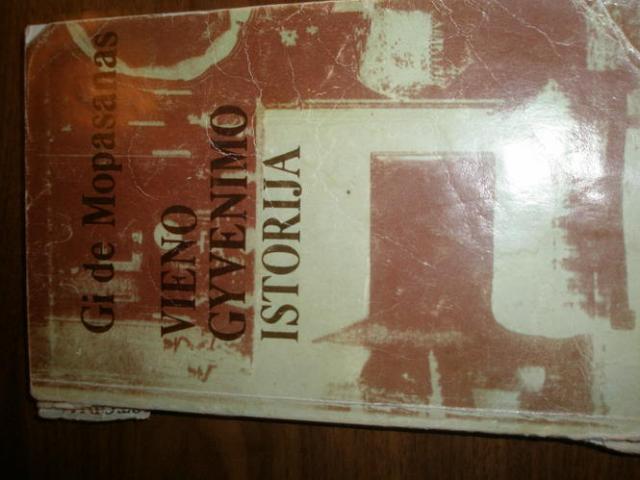 Gi de Mopasanas
VIENO
GYVENIMO
ISTORIJA